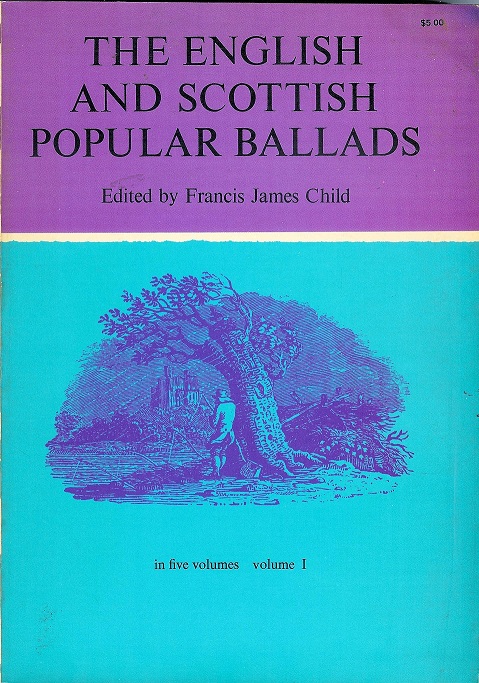 $5.00
THE ENGLISH
AND SCOTTISH
POPULAR BALLADS
Edited by Francis James Child
in five volumes volume I